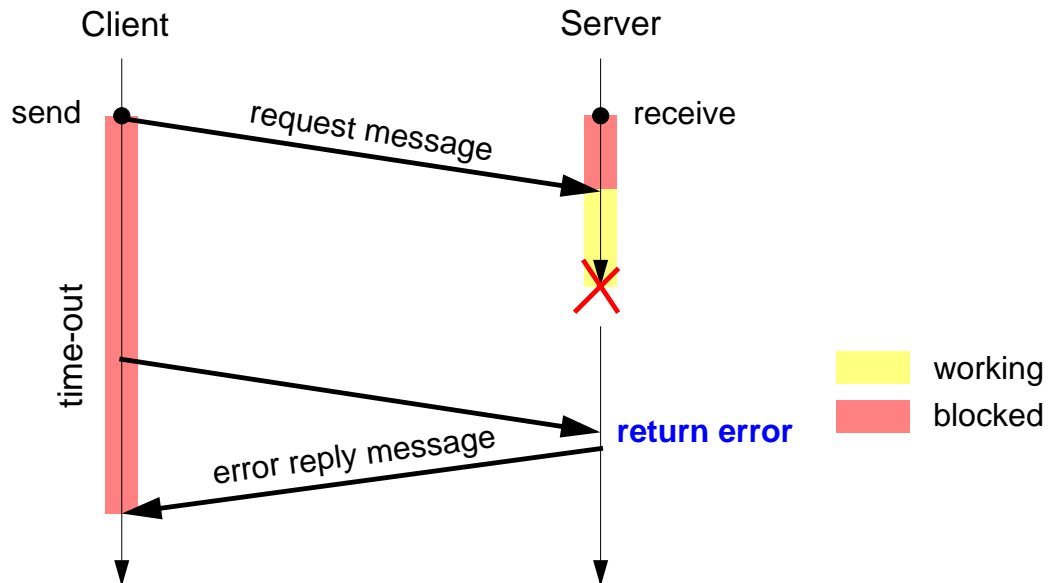 Client
Server
send
request message
receive
time-out
working
blocked
return error
error reply message